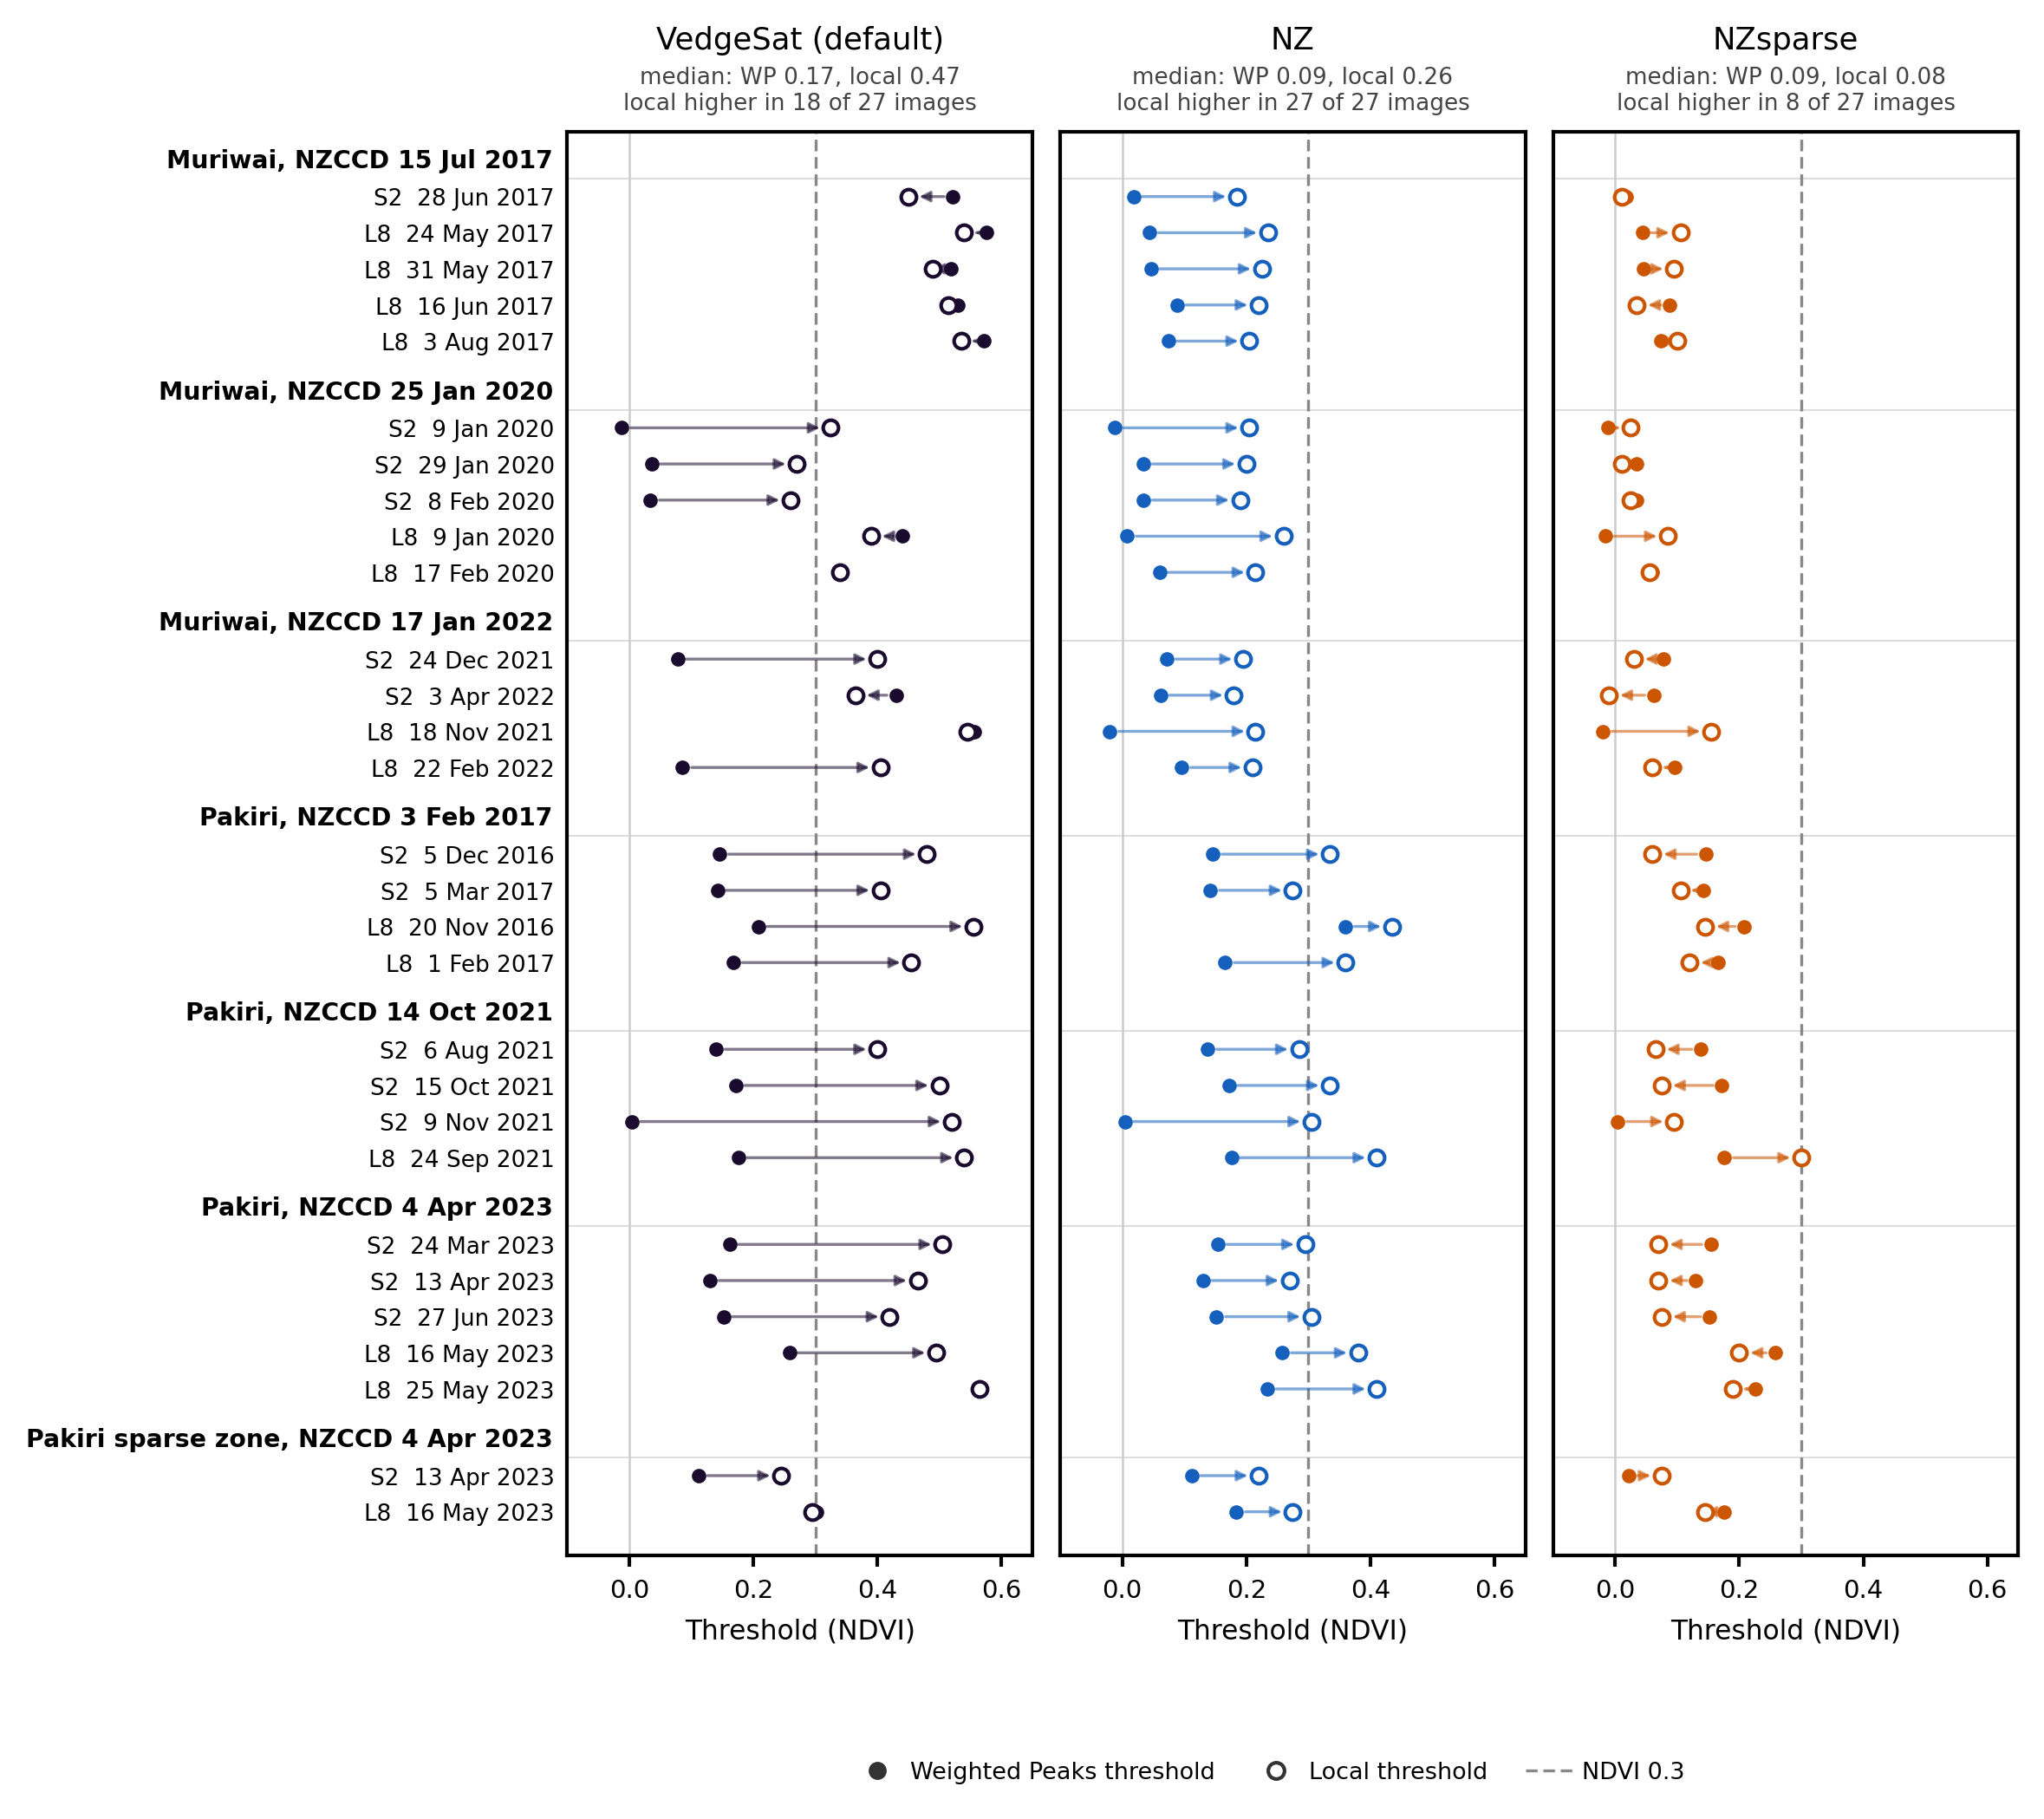 VedgeSat (default)
median: WP 0.17, local 0.47
local higher in 18 of 27 images
NZ
median: WP 0.09, local 0.26
local higher in 27 of 27 images
NZsparse
median: WP 0.09, local 0.08
local higher in 8 of 27 images
Muriwai, NZCCD 15 Jul 2017
S2 28 Jun 2017
L8 24 May 2017
L8 31 May 2017
L8 16 Jun 2017
L8 3 Aug 2017
Muriwai, NZCCD 25 Jan 2020
S2 9 Jan 2020
S2 29 Jan 2020
S2 8 Feb 2020
L8 9 Jan 2020
L8 17 Feb 2020
Muriwai, NZCCD 17 Jan 2022
S2 24 Dec 2021
S2 3 Apr 2022
L8 18 Nov 2021
L8 22 Feb 2022
Pakiri, NZCCD 3 Feb 2017
S2 5 Dec 2016
S2 5 Mar 2017
L8 20 Nov 2016
L8 1 Feb 2017
Pakiri, NZCCD 14 Oct 2021
S2 6 Aug 2021
S2 15 Oct 2021
S2 9 Nov 2021
L8 24 Sep 2021
Pakiri, NZCCD 4 Apr 2023
S2 24 Mar 2023
S2 13 Apr 2023
S2 27 Jun 2023
L8 16 May 2023
L8 25 May 2023
Pakiri sparse zone, NZCCD 4 Apr 2023
S2 13 Apr 2023
L8 16 May 2023
0.0 0.2 0.4 0.6
Threshold (NDVI)
0.0 0.2 0.4 0.6
Threshold (NDVI)
0.0 0.2 0.4 0.6
Threshold (NDVI)
Weighted Peaks threshold
Local threshold
NDVI 0.3